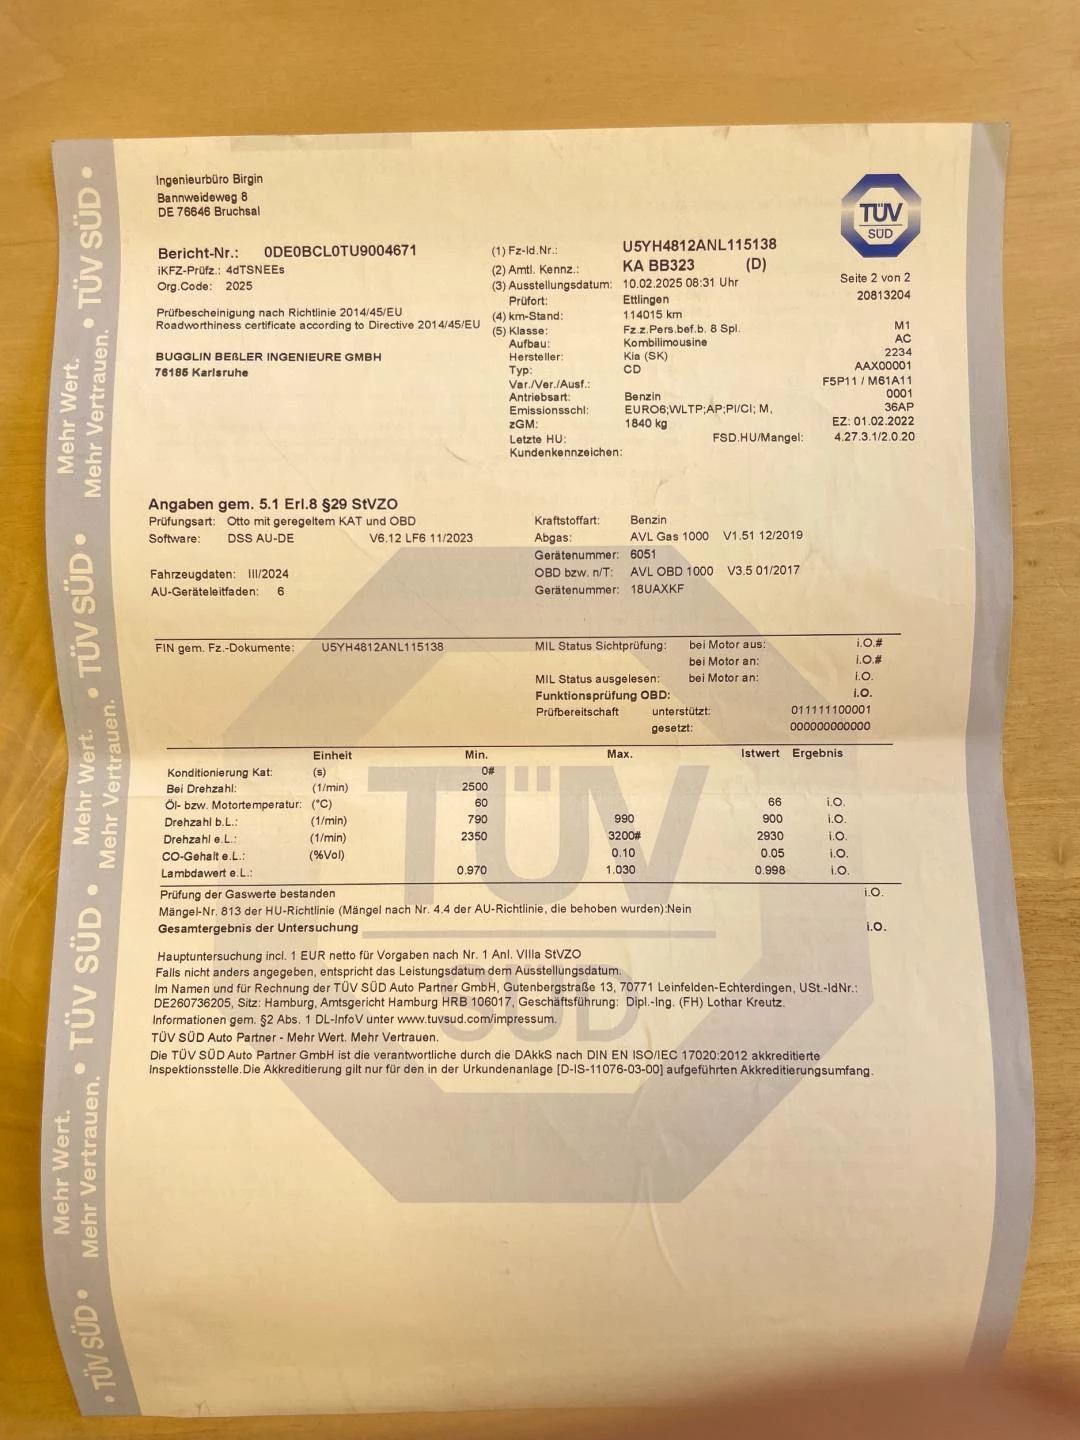 Ingenieurbüro Birgin
Bannweideweg 8
DE 76646 Bruchsal
TÜV
SÜD
Bericht-Nr.: 0DE0BCL0TU9004671
iKFZ-Prüfz.: 4dTSNEEs
Org.Code: 2025
Prüfbescheinigung nach Richtlinie 2014/45/EU
Roadworthiness certificate according to Directive 2014/45/EU
BUGGLIN BEßLER INGENIEURE GMBH
76185 Karlsruhe
(1) Fz-Id.Nr.: U5YH4812ANL115138
(2) Amtl. Kennz.: KA BB323 (D)
(3) Ausstellungsdatum: 10.02.2025 08:31 Uhr
Seite 2 von 2
Prüfort: Ettlingen 20813204
(4) km-Stand: 114015 km
(5) Klasse: Fz.z.Pers.bef.b. 8 Spl. M1
Aufbau: Kombilimousine AC
Hersteller: Kia (SK) 2234
Typ: CD AAX00001
Var./Ver./Ausf.: F5P11 / M61A11
Antriebsart: Benzin 0001
Emissionsschl: EURO6;WLTP;AP;PI/CI; M, 36AP
zGM: 1840 kg EZ: 01.02.2022
Letzte HU: FSD.HU/Mangel: 4.27.3.1/2.0.20
Kundenkennzeichen:
Angaben gem. 5.1 Erl.8 §29 StVZO
Prüfungsart: Otto mit geregeltem KAT und OBD Kraftstoffart: Benzin
Software: DSS AU-DE V6.12 LF6 11/2023 Abgas: AVL Gas 1000 V1.51 12/2019
Gerätenummer: 6051
Fahrzeugdaten: III/2024 OBD bzw. n/T: AVL OBD 1000 V3.5 01/2017
AU-Geräteleitfaden: 6 Gerätenummer: 18UAXKF
FIN gem. Fz.-Dokumente: U5YH4812ANL115138 MIL Status Sichtprüfung: bei Motor aus: i.O.#
bei Motor an: i.O.#
MIL Status ausgelesen: bei Motor an: i.O.
Funktionsprüfung OBD: i.O.
Prüfbereitschaft unterstützt: 011111100001
gesetzt: 000000000000
Einheit Min. Max. Istwert Ergebnis
Konditionierung Kat: (s) 0#
Bei Drehzahl: (1/min) 2500
Öl- bzw. Motortemperatur: (°C) 60 66 i.O.
Drehzahl b.L.: (1/min) 790 990 900 i.O.
Drehzahl e.L.: (1/min) 2350 3200# 2930 i.O.
CO-Gehalt e.L.: (%Vol) 0.10 0.05 i.O.
Lambdawert e.L.: 0.970 1.030 0.998 i.O.
Prüfung der Gaswerte bestanden i.O.
Mängel-Nr. 813 der HU-Richtlinie (Mängel nach Nr. 4.4 der AU-Richtlinie, die behoben wurden):Nein
Gesamtergebnis der Untersuchung i.O.
Hauptuntersuchung incl. 1 EUR netto für Vorgaben nach Nr. 1 Anl. VIIIa StVZO
Falls nicht anders angegeben, entspricht das Leistungsdatum dem Ausstellungsdatum.
Im Namen und für Rechnung der TÜV SÜD Auto Partner GmbH, Gutenbergstraße 13, 70771 Leinfelden-Echterdingen, USt.-IdNr.:
DE260736205, Sitz: Hamburg, Amtsgericht Hamburg HRB 106017, Geschäftsführung: Dipl.-Ing. (FH) Lothar Kreutz.
Informationen gem. §2 Abs. 1 DL-InfoV unter www.tuvsud.com/impressum.
TÜV SÜD Auto Partner - Mehr Wert. Mehr Vertrauen.
Die TÜV SÜD Auto Partner GmbH ist die verantwortliche durch die DAkkS nach DIN EN ISO/IEC 17020:2012 akkreditierte
Inspektionsstelle.Die Akkreditierung gilt nur für den in der Urkundenanlage [D-IS-11076-03-00] aufgeführten Akkreditierungsumfang.
TÜV
SÜD
• TÜV SÜD •
Mehr Wert.
Mehr Vertrauen.
• TÜV SÜD •
Mehr Wert.
Mehr Vertrauen.
• TÜV SÜD •
Mehr Wert.
Mehr Vertrauen.
• TÜV SÜD •